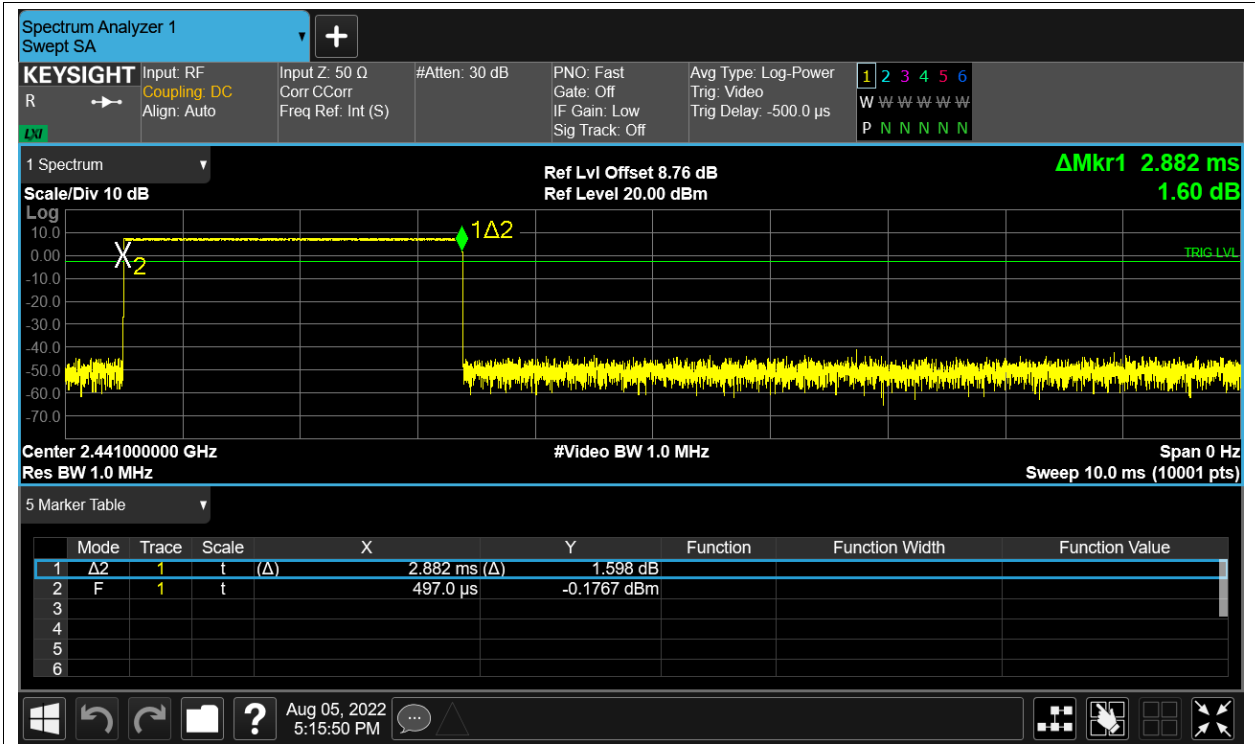 Spectrum Analyzer 1
Swept SA
KEYSIGHT
R
LXI
Input: RF
Coupling: DC
Align: Auto
Input Z: 50 Ω
Corr CCorr
Freq Ref: Int (S)
#Atten: 30 dB
PNO: Fast
Gate: Off
IF Gain: Low
Sig Track: Off
Avg Type: Log-Power
Trig: Video
Trig Delay: -500.0 µs
1 2 3 4 5 6
W W W W W W
P N N N N N
1 Spectrum
Scale/Div 10 dB
Ref Lvl Offset 8.76 dB
Ref Level 20.00 dBm
ΔMkr1 2.882 ms
1.60 dB
Log
10.0
0.00
-10.0
-20.0
-30.0
-40.0
-50.0
-60.0
-70.0
2
1Δ2
TRIG LVL
Center 2.441000000 GHz
#Video BW 1.0 MHz
Span 0 Hz
Res BW 1.0 MHz
Sweep 10.0 ms (10001 pts)
5 Marker Table
Mode Trace Scale X Y Function Function Width Function Value
1 Δ2 1 t (Δ) 2.882 ms (Δ) 1.598 dB
2 F 1 t 497.0 µs -0.1767 dBm
3
4
5
6
?
Aug 05, 2022
5:15:50 PM